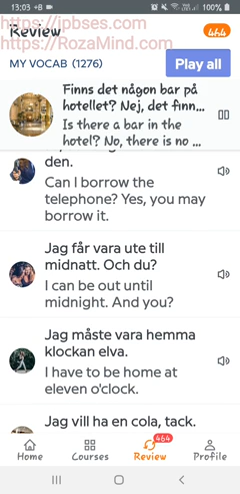 13:03 +B
100%
https://jpbses.com
Review
464
https://RozaMind.com
MY VOCAB (1276)
Play all
Finns det någon bar på
hotellet? Nej, det finn...
Is there a bar in the
hotel? No, there is no ...
den.
Can I borrow the
telephone? Yes, you may
borrow it.
Jag får vara ute till
midnatt. Och du?
I can be out until
midnight. And you?
Jag måste vara hemma
klockan elva.
I have to be home at
eleven o'clock.
Jag vill ha en cola, tack.
464
Home
Courses
Review
Profile